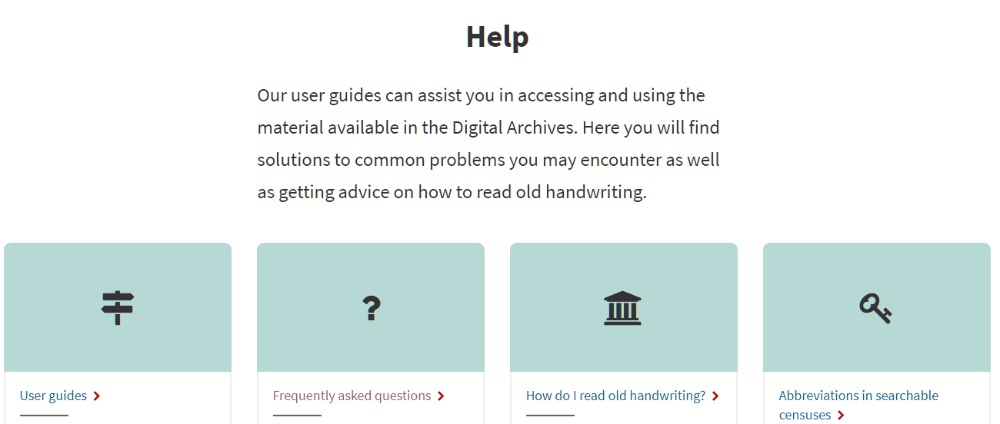 Help
Our user guides can assist you in accessing and using the
material available in the Digital Archives. Here you will find
solutions to common problems you may encounter as well
as getting advice on how to read old handwriting.
?
User guides
Frequently asked questions
How do I read old handwriting?
Abbreviations in searchable
censuses